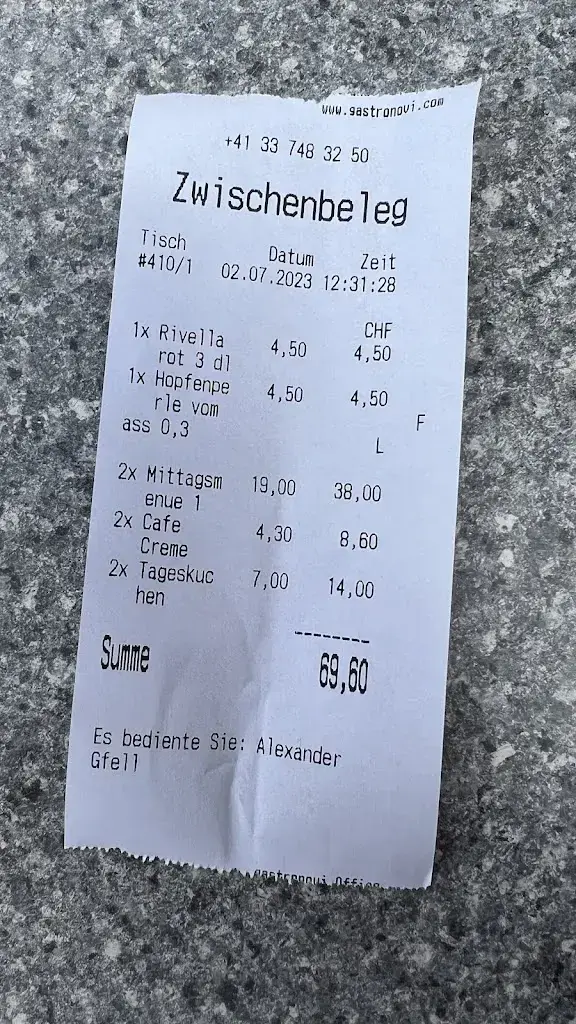 www.gastronovi.com
+41 33 748 32 50
Zwischenbeleg
Tisch Datum Zeit
#410/1 02.07.2023 12:31:28
CHF
1x Rivella 4,50 4,50
rot 3 dl
1x Hopfenpe 4,50 4,50
rle vom F
ass 0,3 L
2x Mittagsm 19,00 38,00
enue 1
2x Cafe 4,30 8,60
Creme
2x Tageskuc 7,00 14,00
hen
--------
Summe 69,60
Es bediente Sie: Alexander
Gfell
gastronovi Office